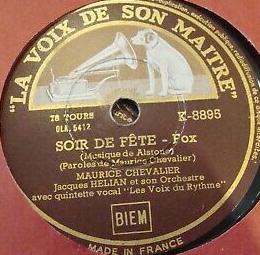 "LA VOIX DE SON MAITRE"
78 TOURS
OLA. 5412
K-8895
SOIR DE FÊTE - Fox
(Musique de Alstone)
(Paroles de Maurice Chevalier)
MAURICE CHEVALIER
Jacques HELIAN et son Orchestre
avec quintette vocal "Les Voix du Rythme"
BIEM
MADE IN FRANCE